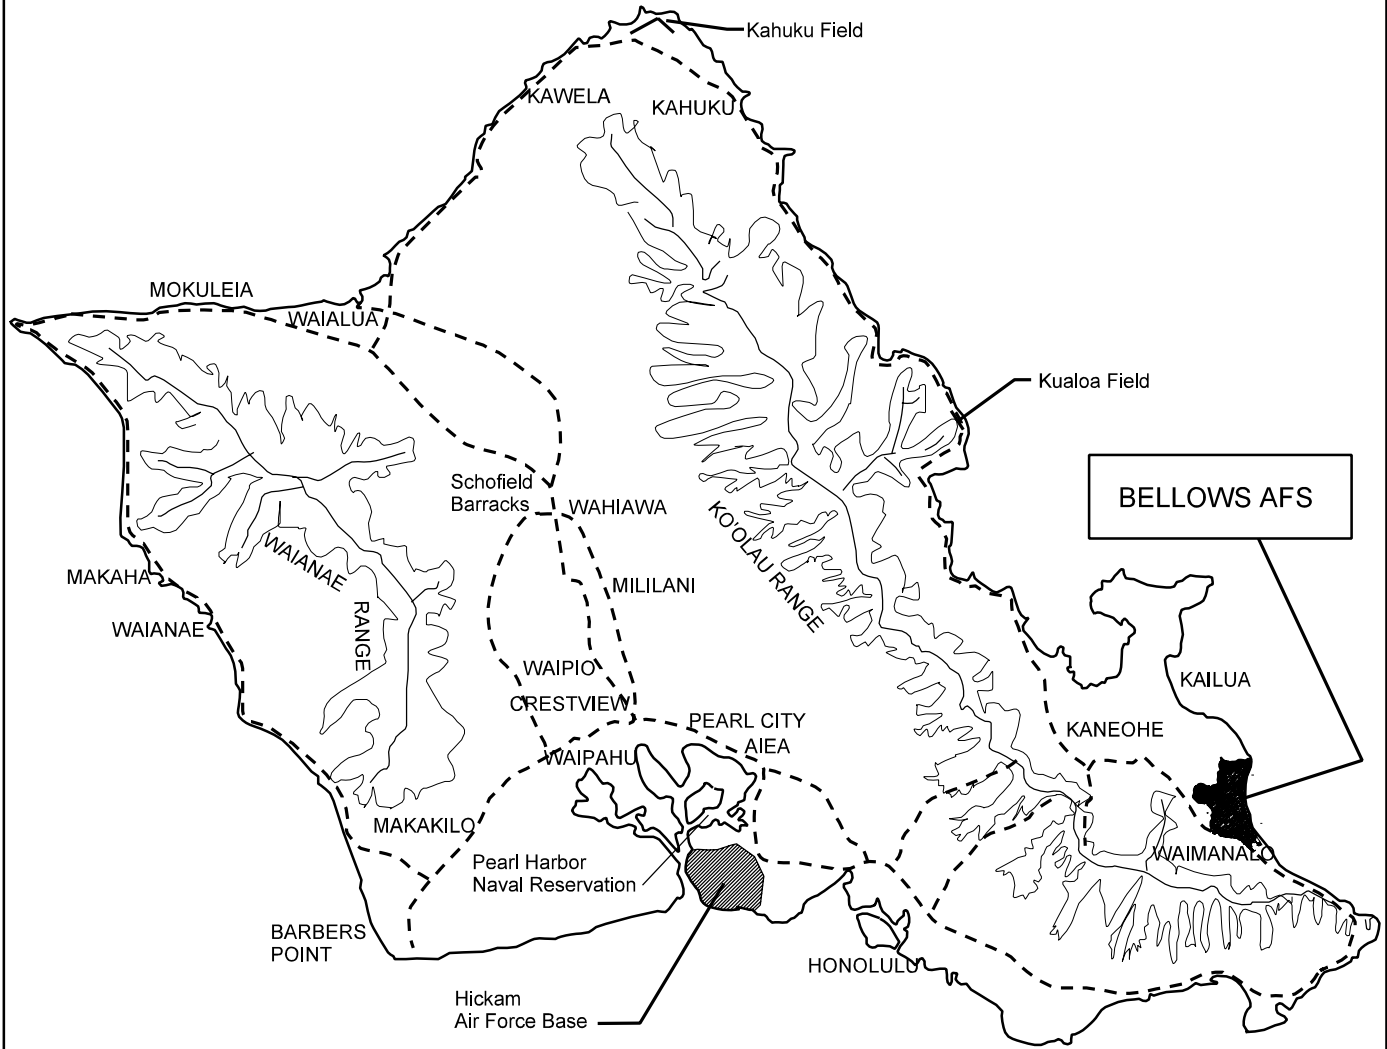 Kahuku Field
KAWELA
KAHUKU
MOKULEIA
WAIALUA
Kualoa Field
BELLOWS AFS
Schofield
Barracks
WAHIAWA
KO'OLAU RANGE
WAIANAE
RANGE
MAKAHA
MILILANI
WAIANAE
WAIPIO
CRESTVIEW
KAILUA
PEARL CITY
AIEA
KANEOHE
WAIPAHU
MAKAKILO
WAIMANALO
Pearl Harbor
Naval Reservation
BARBERS
POINT
HONOLULU
Hickam
Air Force Base